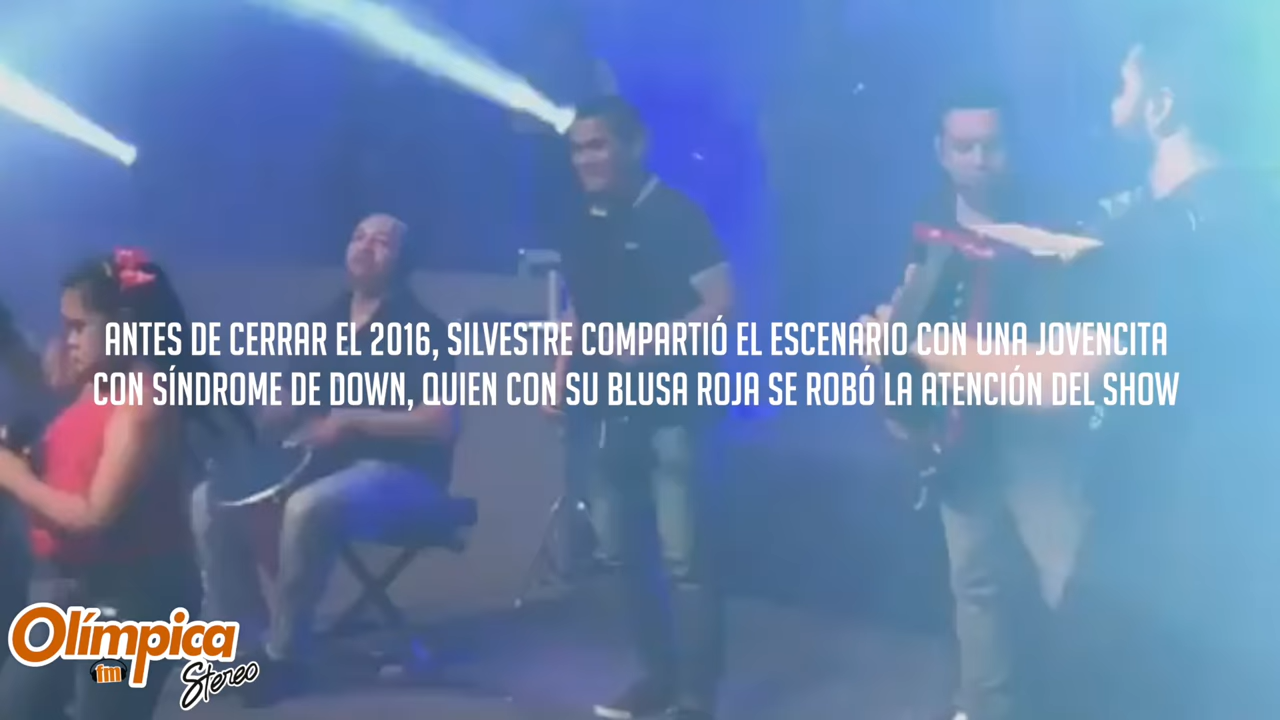 ANTES DE CERRAR EL 2016, SILVESTRE COMPARTIÓ EL ESCENARIO CON UNA JOVENCITA
CON SÍNDROME DE DOWN, QUIEN CON SU BLUSA ROJA SE ROBÓ LA ATENCIÓN DEL SHOW
Olímpica
fm
Stereo